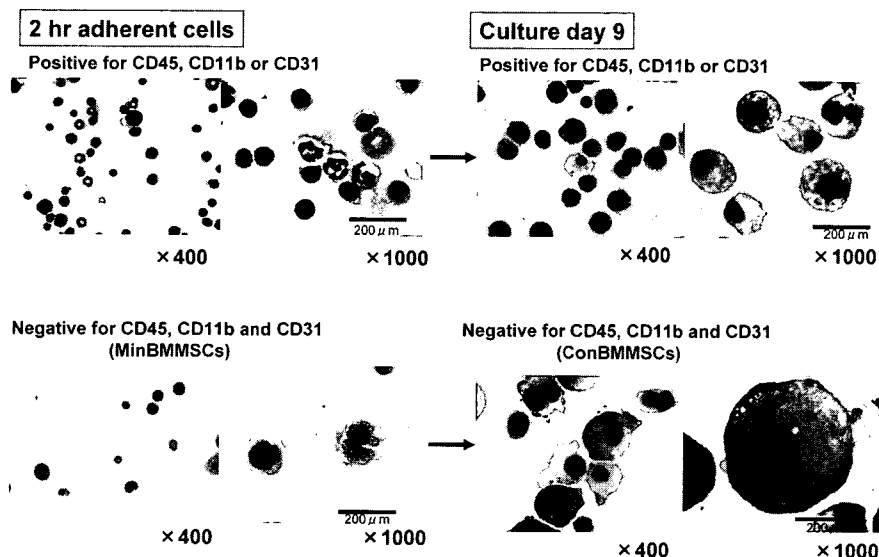 2 hr adherent cells
Culture day 9
Positive for CD45, CD11b or CD31
Positive for CD45, CD11b or CD31
200 μm
200 μm
×400
×1000
×400
×1000
Negative for CD45, CD11b and CD31
(MinBMMSCs)
Negative for CD45, CD11b and CD31
(ConBMMSCs)
200 μm
×400
×1000
×400
×1000